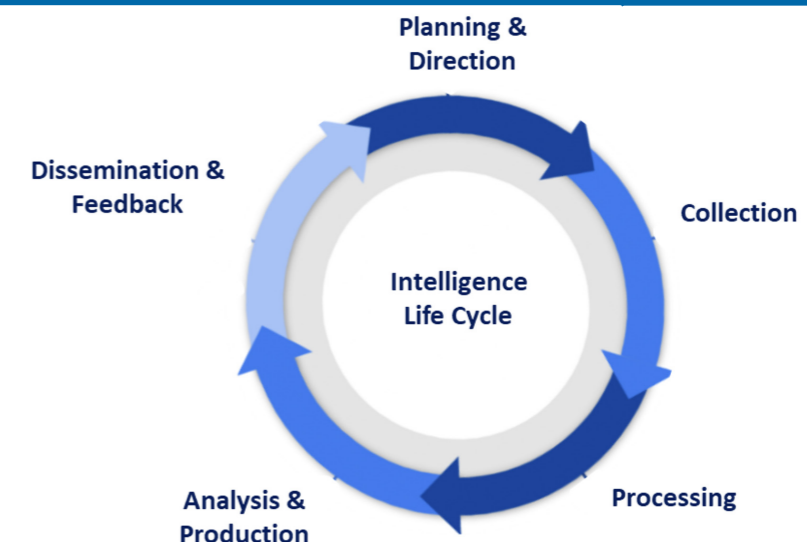 Planning &
Direction
Collection
Processing
Analysis &
Production
Dissemination &
Feedback
Intelligence
Life Cycle